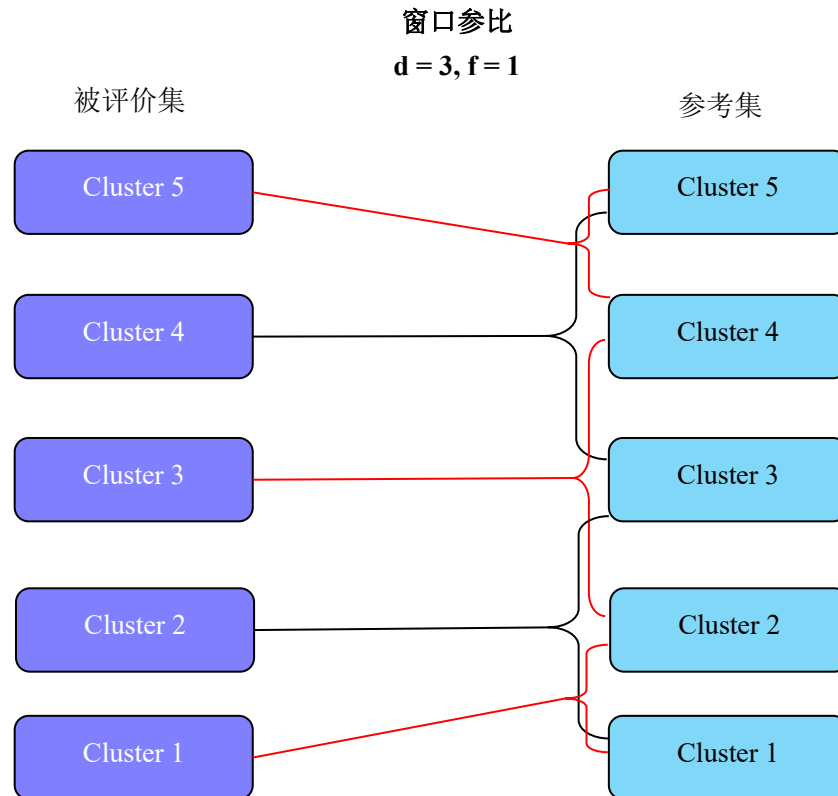 窗口参比
d = 3, f = 1
被评价集
参考集
Cluster 5
Cluster 5
Cluster 4
Cluster 4
Cluster 3
Cluster 3
Cluster 2
Cluster 2
Cluster 1
Cluster 1